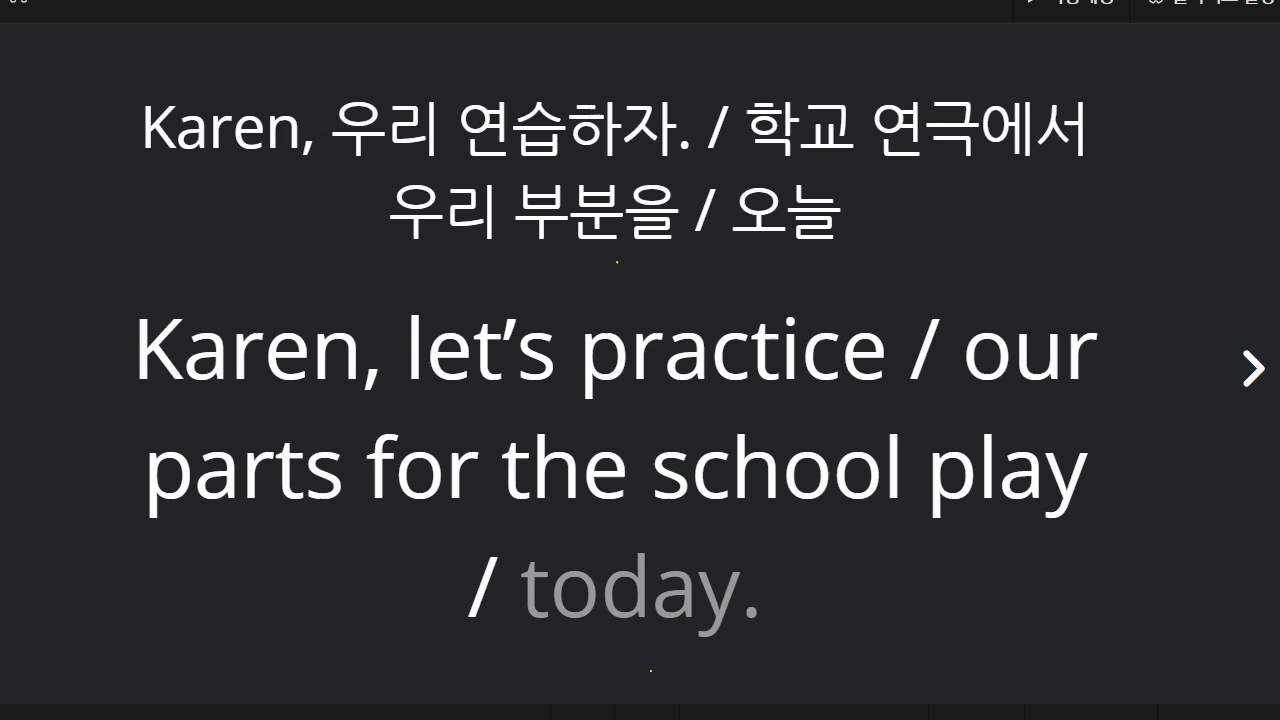 Karen, 우리 연습하자. / 학교 연극에서
우리 부분을 / 오늘
Karen, let’s practice / our
parts for the school play
/ today.